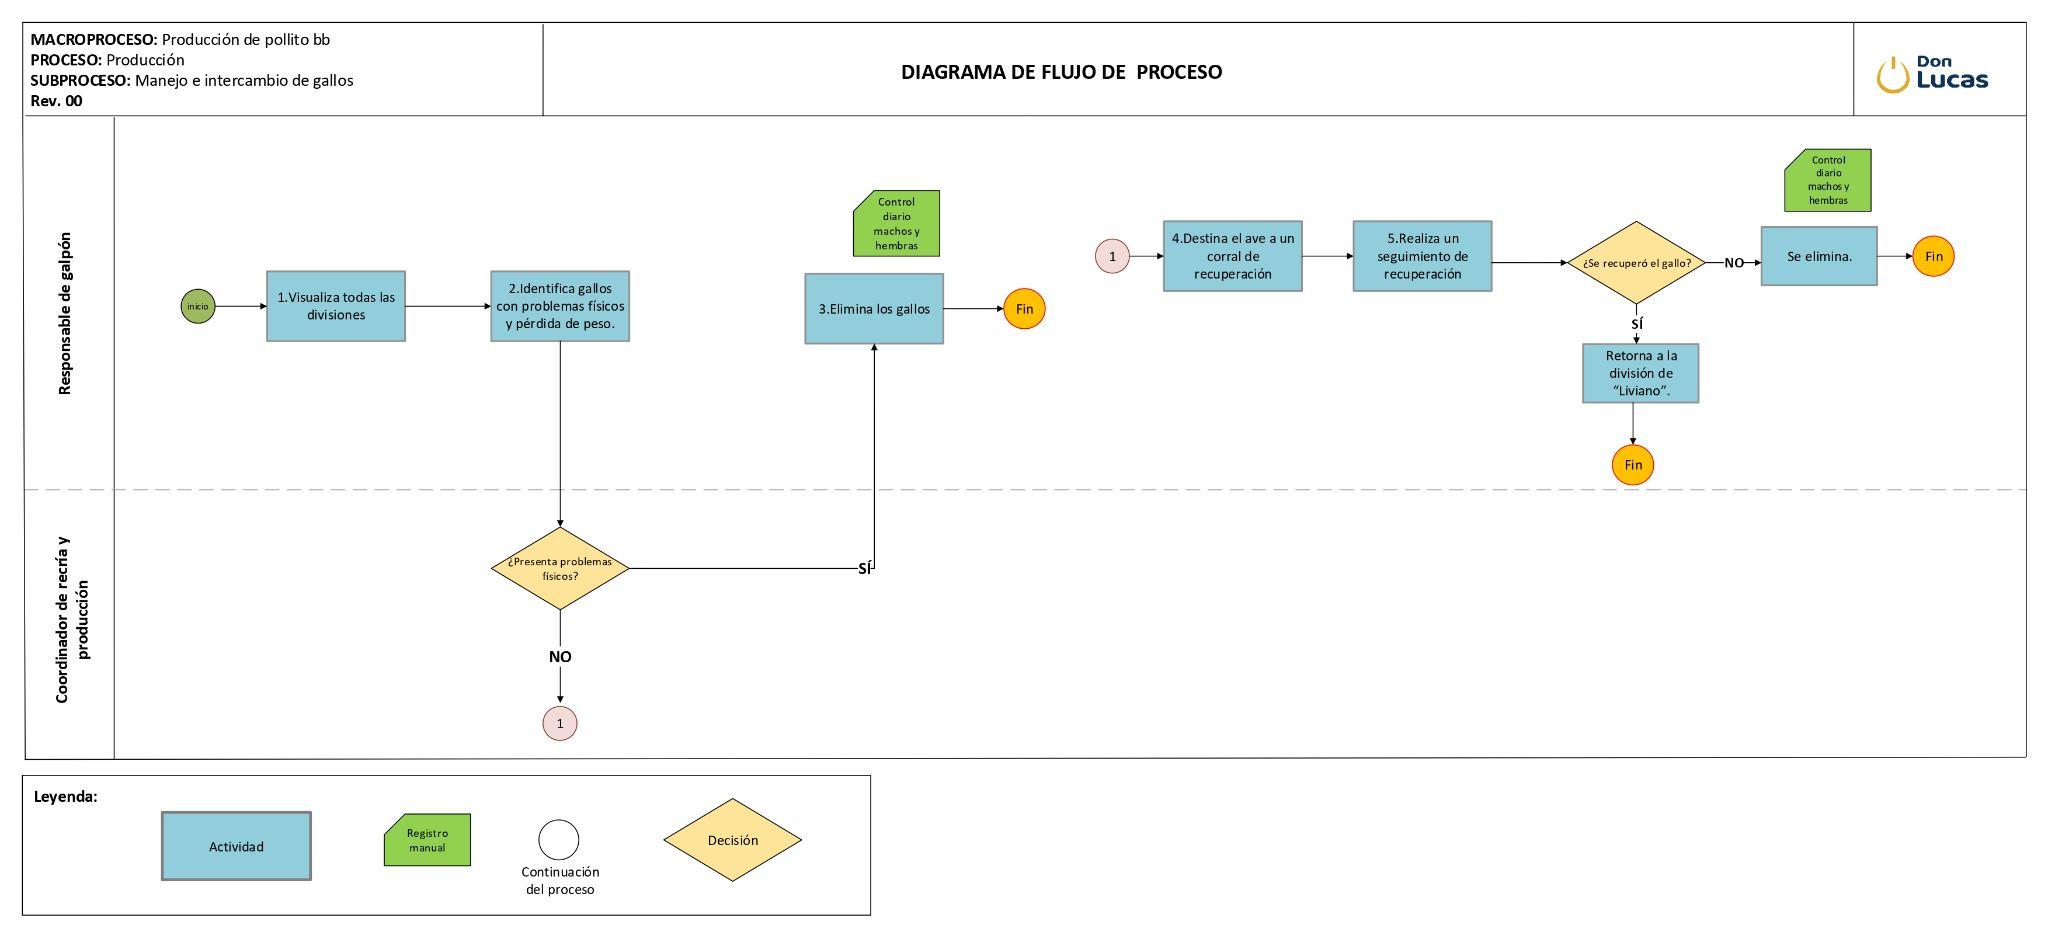 MACROPROCESO: Producción de pollito bb
PROCESO: Producción
SUBPROCESO: Manejo e intercambio de gallos
Rev. 00
DIAGRAMA DE FLUJO DE PROCESO
Don
Lucas
Responsable de galpón
inicio
1.Visualiza todas las
divisiones
2.Identifica gallos
con problemas físicos
y pérdida de peso.
Control
diario
machos y
hembras
3.Elimina los gallos
Fin
1
4.Destina el ave a un
corral de
recuperación
5.Realiza un
seguimiento de
recuperación
¿Se recuperó el gallo?
NO
Control
diario
machos y
hembras
Se elimina.
Fin
SÍ
Retorna a la
división de
“Liviano”.
Fin
Coordinador de recría y
producción
¿Presenta problemas
físicos?
SÍ
NO
1
Leyenda:
Actividad
Registro
manual
Continuación
del proceso
Decisión